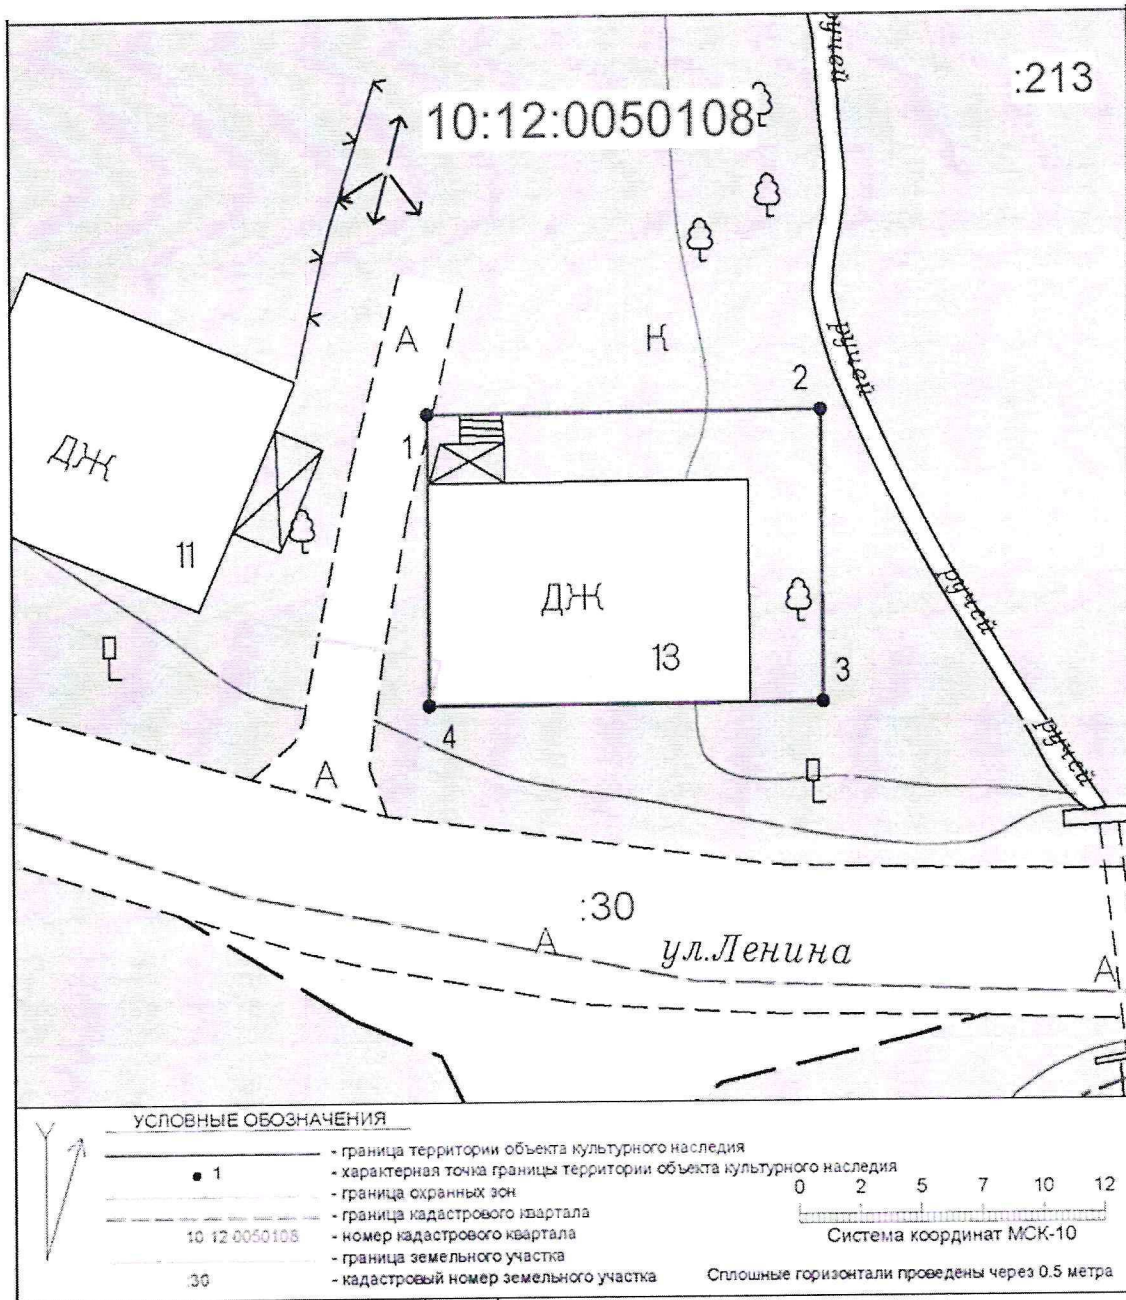 ручей
:213
10:12:0050108
ручей
А
К
2
1
ДЖ
11
ДЖ
ручей
13
3
4
А
ручей
:30
А
ул.Ленина
А
УСЛОВНЫЕ ОБОЗНАЧЕНИЯ
- граница территории объекта культурного наследия
1 - характерная точка границы территории объекта культурного наследия
- граница охранных зон
0 2 5 7 10 12
- граница кадастрового квартала
10:12:0050108 - номер кадастрового квартала
Система координат МСК-10
- граница земельного участка
:30 - кадастровый номер земельного участка
Сплошные горизонтали проведены через 0.5 метра